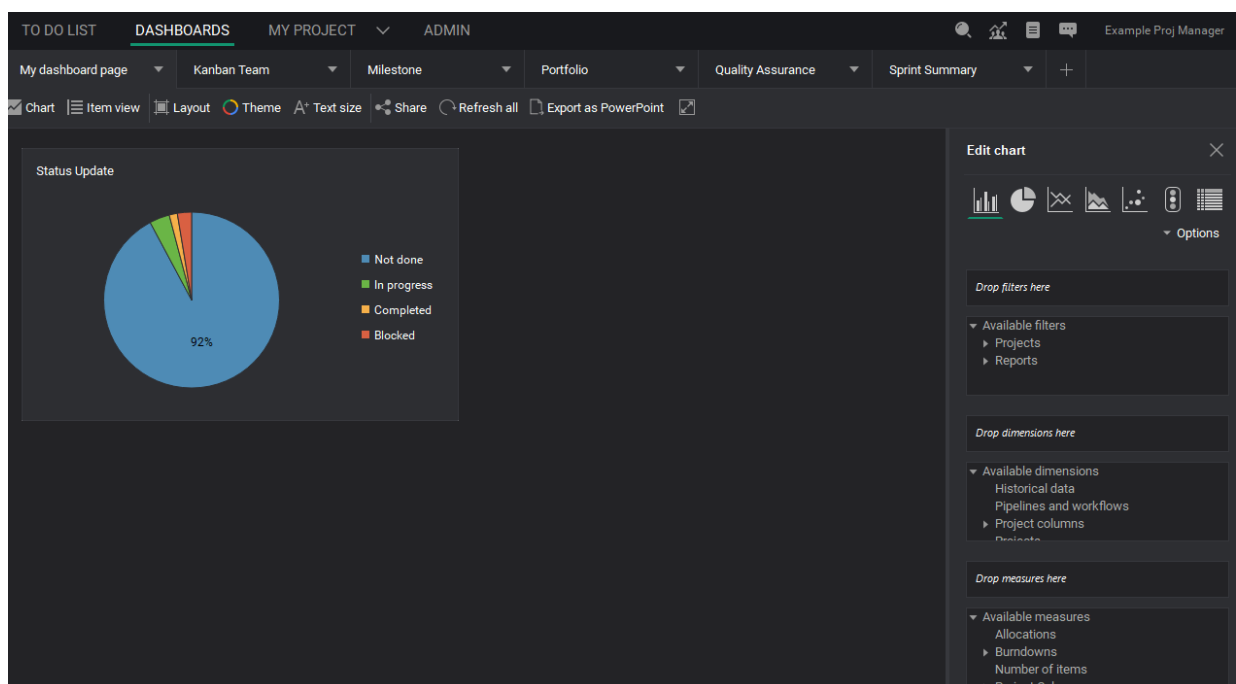 TO DO LIST DASHBOARDS MY PROJECT ADMIN Example Proj Manager
My dashboard page Kanban Team Milestone Portfolio Quality Assurance Sprint Summary
Chart Item view Layout Theme A+ Text size Share Refresh all Export as PowerPoint
Status Update
92%
Not done
In progress
Completed
Blocked
Edit chart
Options
Drop filters here
Available filters
Projects
Reports
Drop dimensions here
Available dimensions
Historical data
Pipelines and workflows
Project columns
Projects
Drop measures here
Available measures
Allocations
Burndowns
Number of items